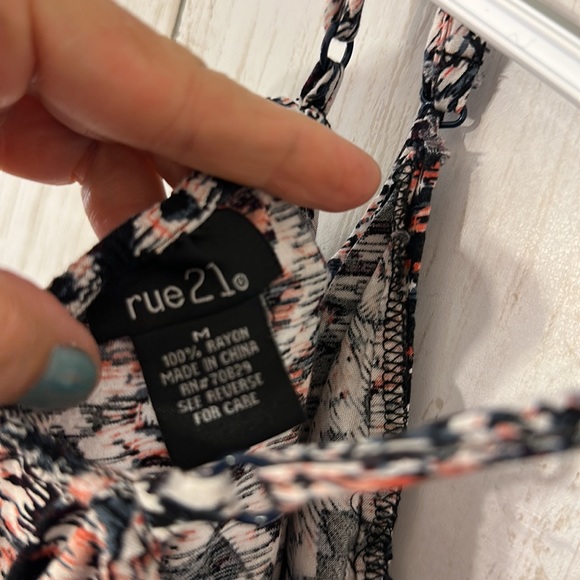 rue21
M
100% RAYON
MADE IN CHINA
RN# 70829
SEE REVERSE
FOR CARE